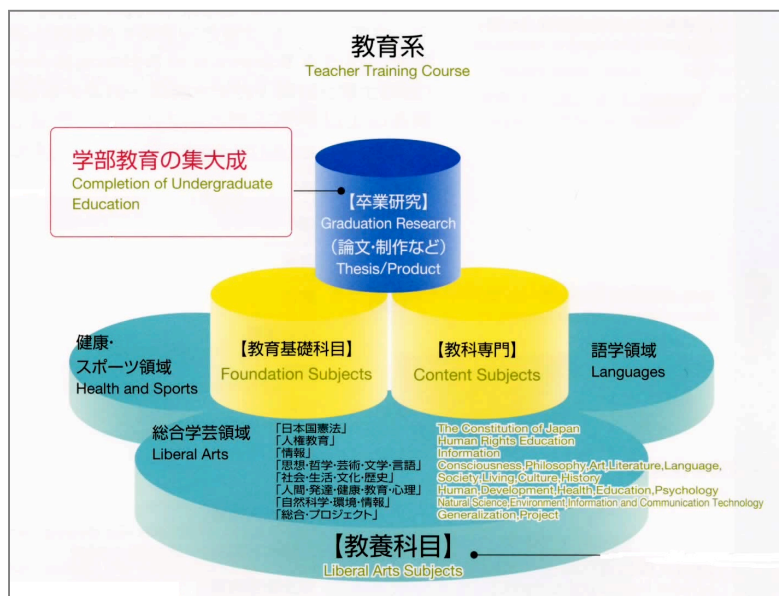 教育系
Teacher Training Course
学部教育の集大成
Completion of Undergraduate
Education
【卒業研究】
Graduation Research
(論文・制作など)
Thesis/Product
健康・
スポーツ領域
Health and Sports
【教育基礎科目】
Foundation Subjects
【教科専門】
Content Subjects
語学領域
Languages
総合学芸領域
Liberal Arts
「日本国憲法」 The Constitution of Japan
「人権教育」 Human Rights Education
「情報」 Information
「思想・哲学・芸術・文学・言語」 Consciousness,Philosophy,Art,Literature,Language,
「社会・生活・文化・歴史」 Society,Living,Culture,History
「人間・発達・健康・教育・心理」 Human,Development,Health,Education,Psychology
「自然科学・環境・情報」 Natural Science,Environment,Information and Communication Technology
「総合・プロジェクト」 Generalization,Project
【教養科目】
Liberal Arts Subjects